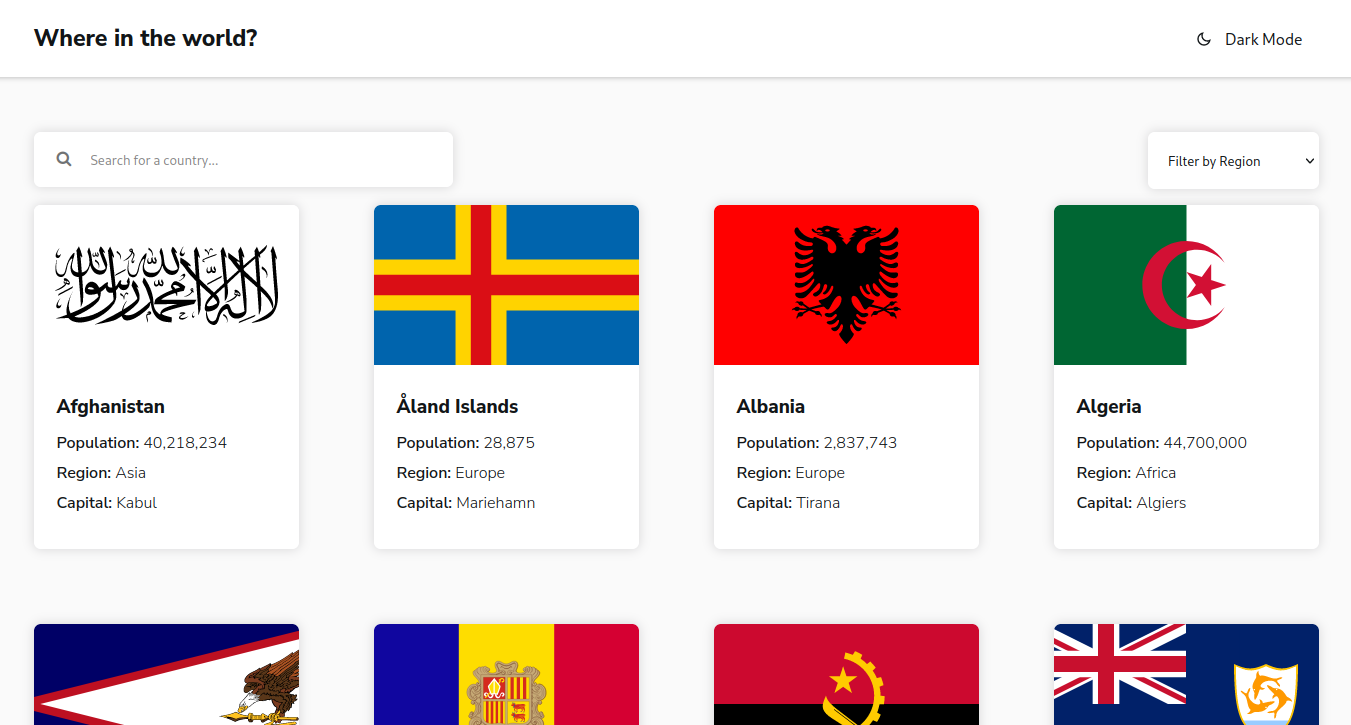 Where in the world?
Dark Mode
Search for a country...
Filter by Region
لا إله إلا الله محمد رسول الله
Afghanistan
Population: 40,218,234
Region: Asia
Capital: Kabul
Åland Islands
Population: 28,875
Region: Europe
Capital: Mariehamn
Albania
Population: 2,837,743
Region: Europe
Capital: Tirana
Algeria
Population: 44,700,000
Region: Africa
Capital: Algiers